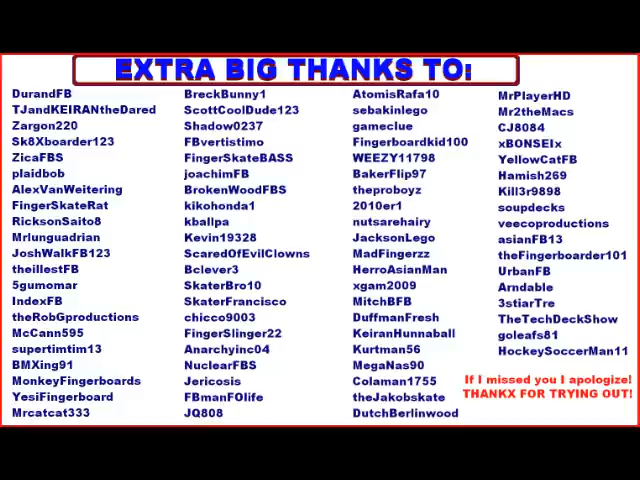 EXTRA BIG THANKS TO:
DurandFB
TJandKEIRANtheDared
Zargon220
Sk8Xboarder123
ZicaFBS
plaidbob
AlexVanWeitering
FingerSkateRat
RicksonSaito8
Mrlunguadrian
JoshWalkFB123
theillestFB
5gumomar
IndexFB
theRobGproductions
McCann595
supertimtim13
BMXing91
MonkeyFingerboards
YesiFingerboard
Mrcatcat333
BreckBunny1
ScottCoolDude123
Shadow0237
FBvertistimo
FingerSkateBASS
joachimFB
BrokenWoodFBS
kikohonda1
kballpa
Kevin19328
ScaredOfEvilClowns
Bclever3
SkaterBro10
SkaterFrancisco
chicco9003
FingerSlinger22
Anarchyinc04
NuclearFBS
Jericosis
FBmanFOlife
JQ808
AtomisRafa10
sebakinlego
gameclue
Fingerboardkid100
WEEZY11798
BakerFlip97
theproboyz
2010er1
nutsarehairy
JacksonLego
MadFingerzz
HerroAsianMan
xgam2009
MitchBFB
DuffmanFresh
KeiranHunnaball
Kurtman56
MegaNas90
Colaman1755
theJakobskate
DutchBerlinwood
MrPlayerHD
Mr2theMacs
CJ8084
xBONSEIx
YellowCatFB
Hamish269
Kill3r9898
soupdecks
veecoproductions
asianFB13
theFingerboarder101
UrbanFB
Arndable
3stiarTre
TheTechDeckShow
goleafs81
HockeySoccerMan11
If I missed you I apologize!
THANKX FOR TRYING OUT!